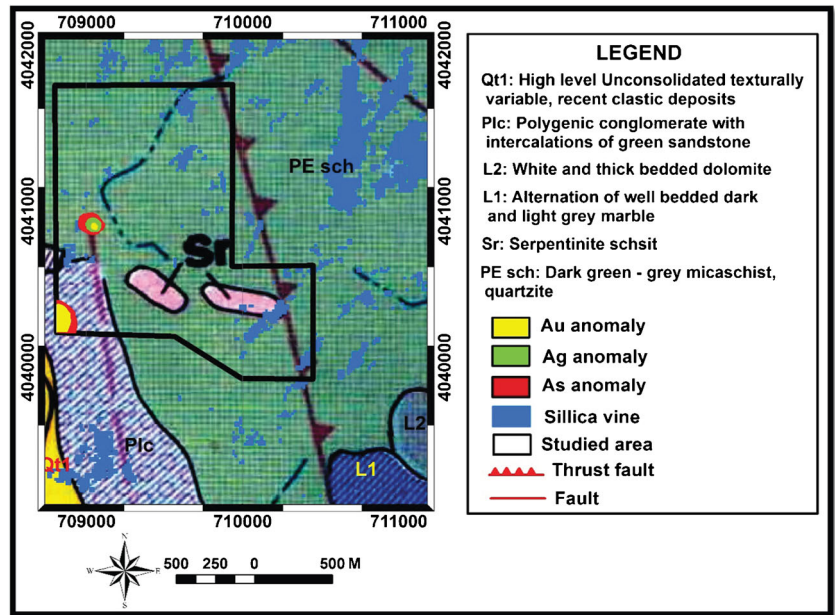 709000 710000 711000
4042000
4042000
4041000
4041000
4040000
4040000
PE sch
Sr
Plc
Qt1
L2
L1
709000 710000 711000
N
W E
S
500 250 0 500 M
LEGEND
Qt1: High level Unconsolidated texturally
variable, recent clastic deposits
Plc: Polygenic conglomerate with
intercalations of green sandstone
L2: White and thick bedded dolomite
L1: Alternation of well bedded dark
and light grey marble
Sr: Serpentinite schsit
PE sch: Dark green - grey micaschist,
quartzite
Au anomaly
Ag anomaly
As anomaly
Sillica vine
Studied area
Thrust fault
Fault